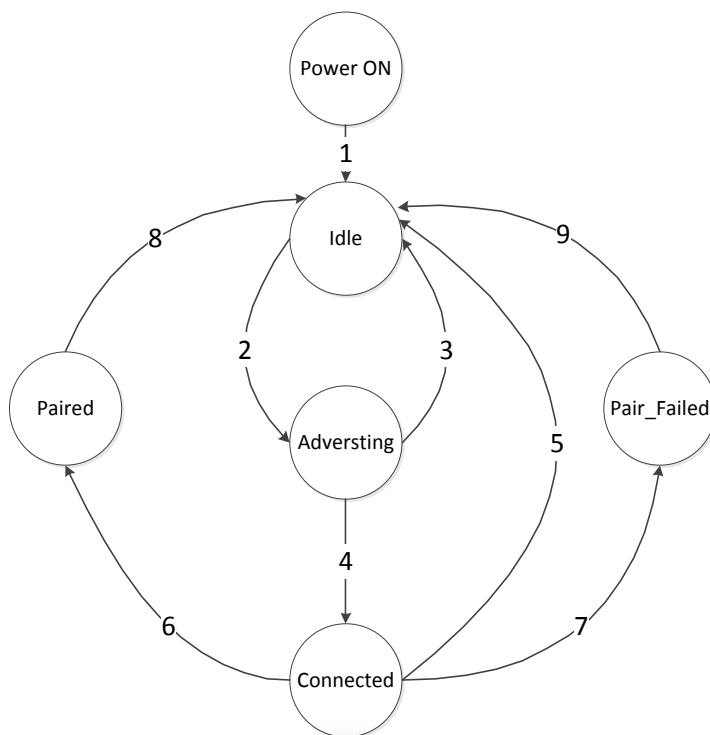 Power ON
1
Idle
8
9
2
3
Paired
Adversting
Pair_Failed
5
4
6
7
Connected